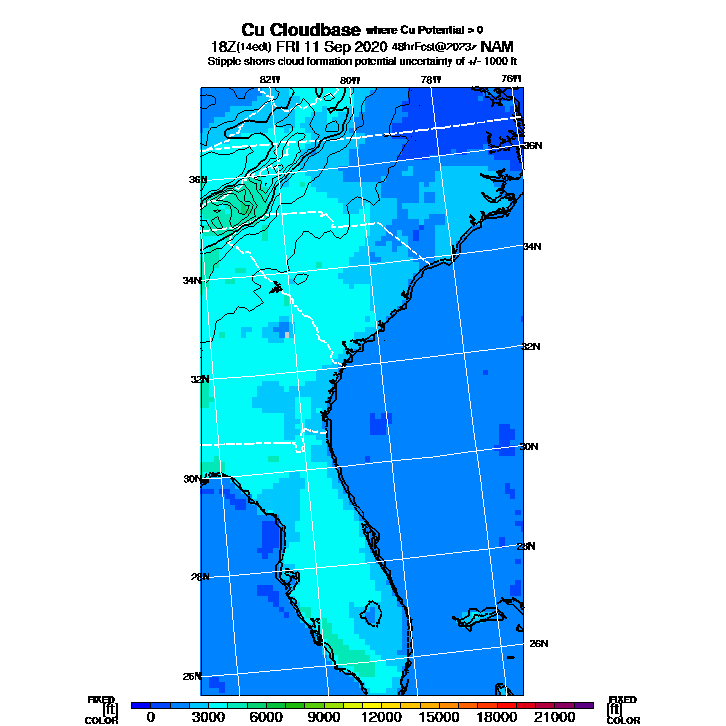 Cu Cloudbase where Cu Potential > 0
18Z(14edt) FRI 11 Sep 2020 48hrFcst@2023z NAM
Stipple shows cloud formation potential uncertainty of +/- 1000 ft
82W 80W 78W 76W
36N
36N
34N
34N
32N
32N
30N
30N
28N
28N
26N
26N
FIXED FIXED
[ft] [ft]
COLOR 0 3000 6000 9000 12000 15000 18000 21000 COLOR